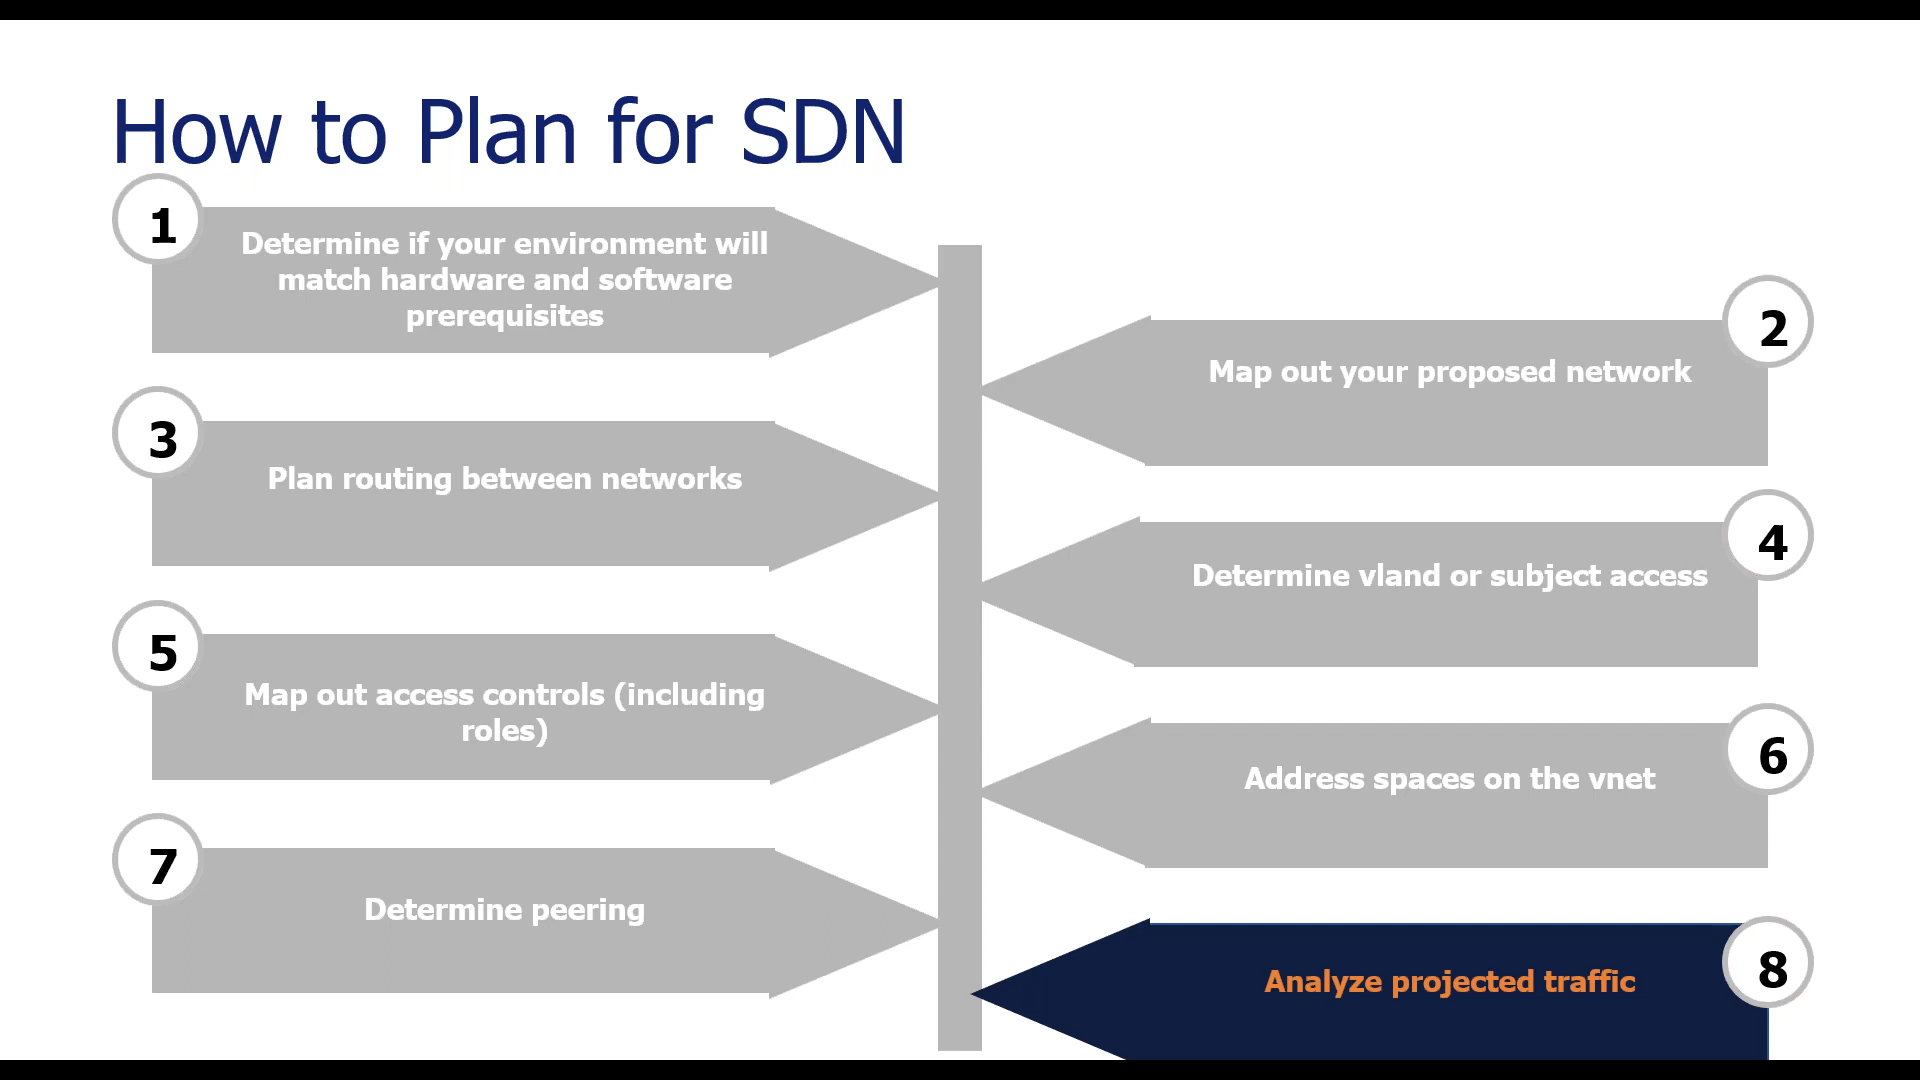 How to Plan for SDN
1
Determine if your environment will
match hardware and software
prerequisites
2
Map out your proposed network
3
Plan routing between networks
4
Determine vland or subject access
5
Map out access controls (including
roles)
6
Address spaces on the vnet
7
Determine peering
8
Analyze projected traffic